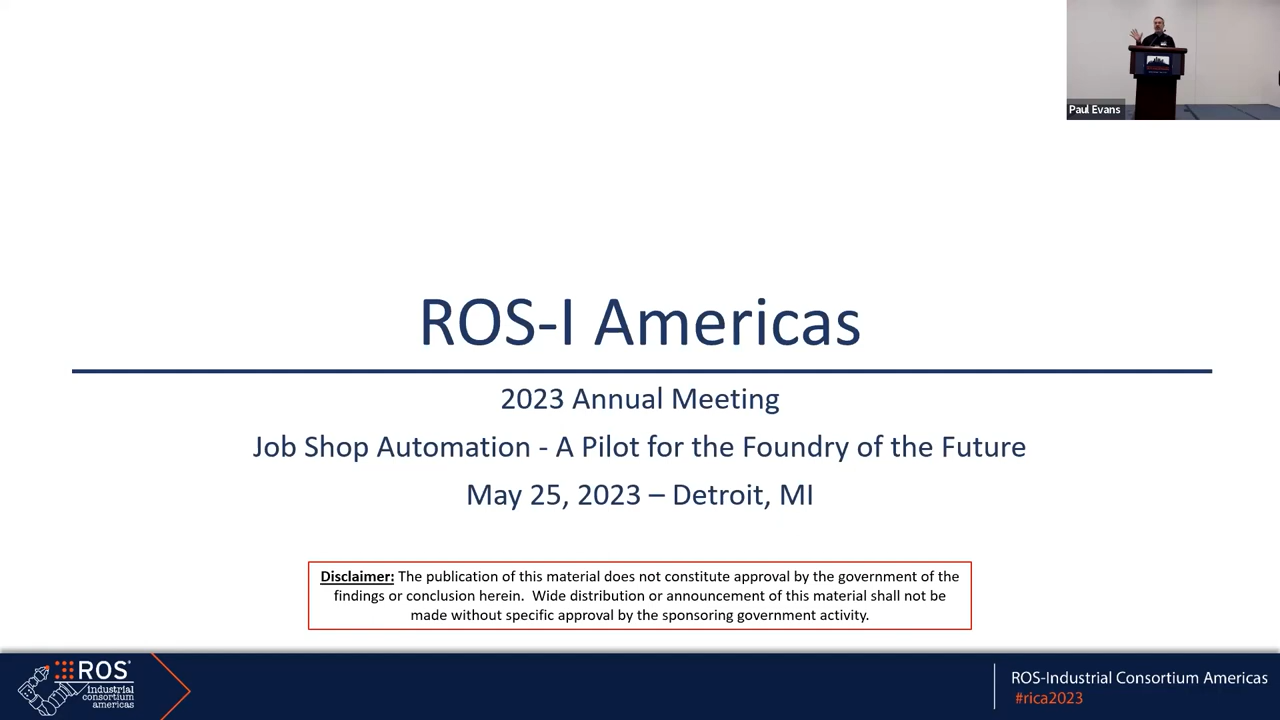 Paul Evans
ROS-I Americas
2023 Annual Meeting
Job Shop Automation - A Pilot for the Foundry of the Future
May 25, 2023 – Detroit, MI
Disclaimer: The publication of this material does not constitute approval by the government of the
findings or conclusion herein. Wide distribution or announcement of this material shall not be
made without specific approval by the sponsoring government activity.
ROS
industrial
consortium
americas
ROS-Industrial Consortium Americas
#rica2023